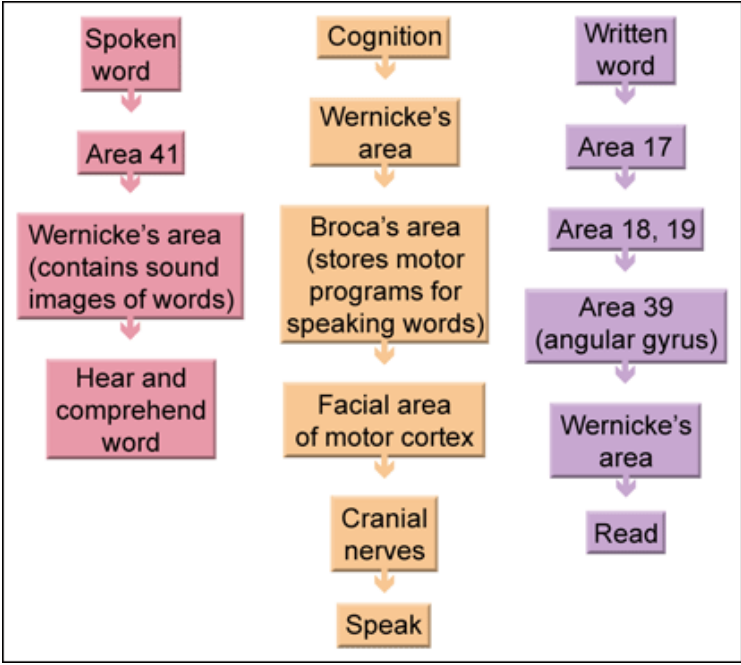 Spoken
word
Area 41
Wernicke's area
(contains sound
images of words)
Hear and
comprehend
word
Cognition
Wernicke's
area
Broca's area
(stores motor
programs for
speaking words)
Facial area
of motor cortex
Cranial
nerves
Speak
Written
word
Area 17
Area 18, 19
Area 39
(angular gyrus)
Wernicke's
area
Read